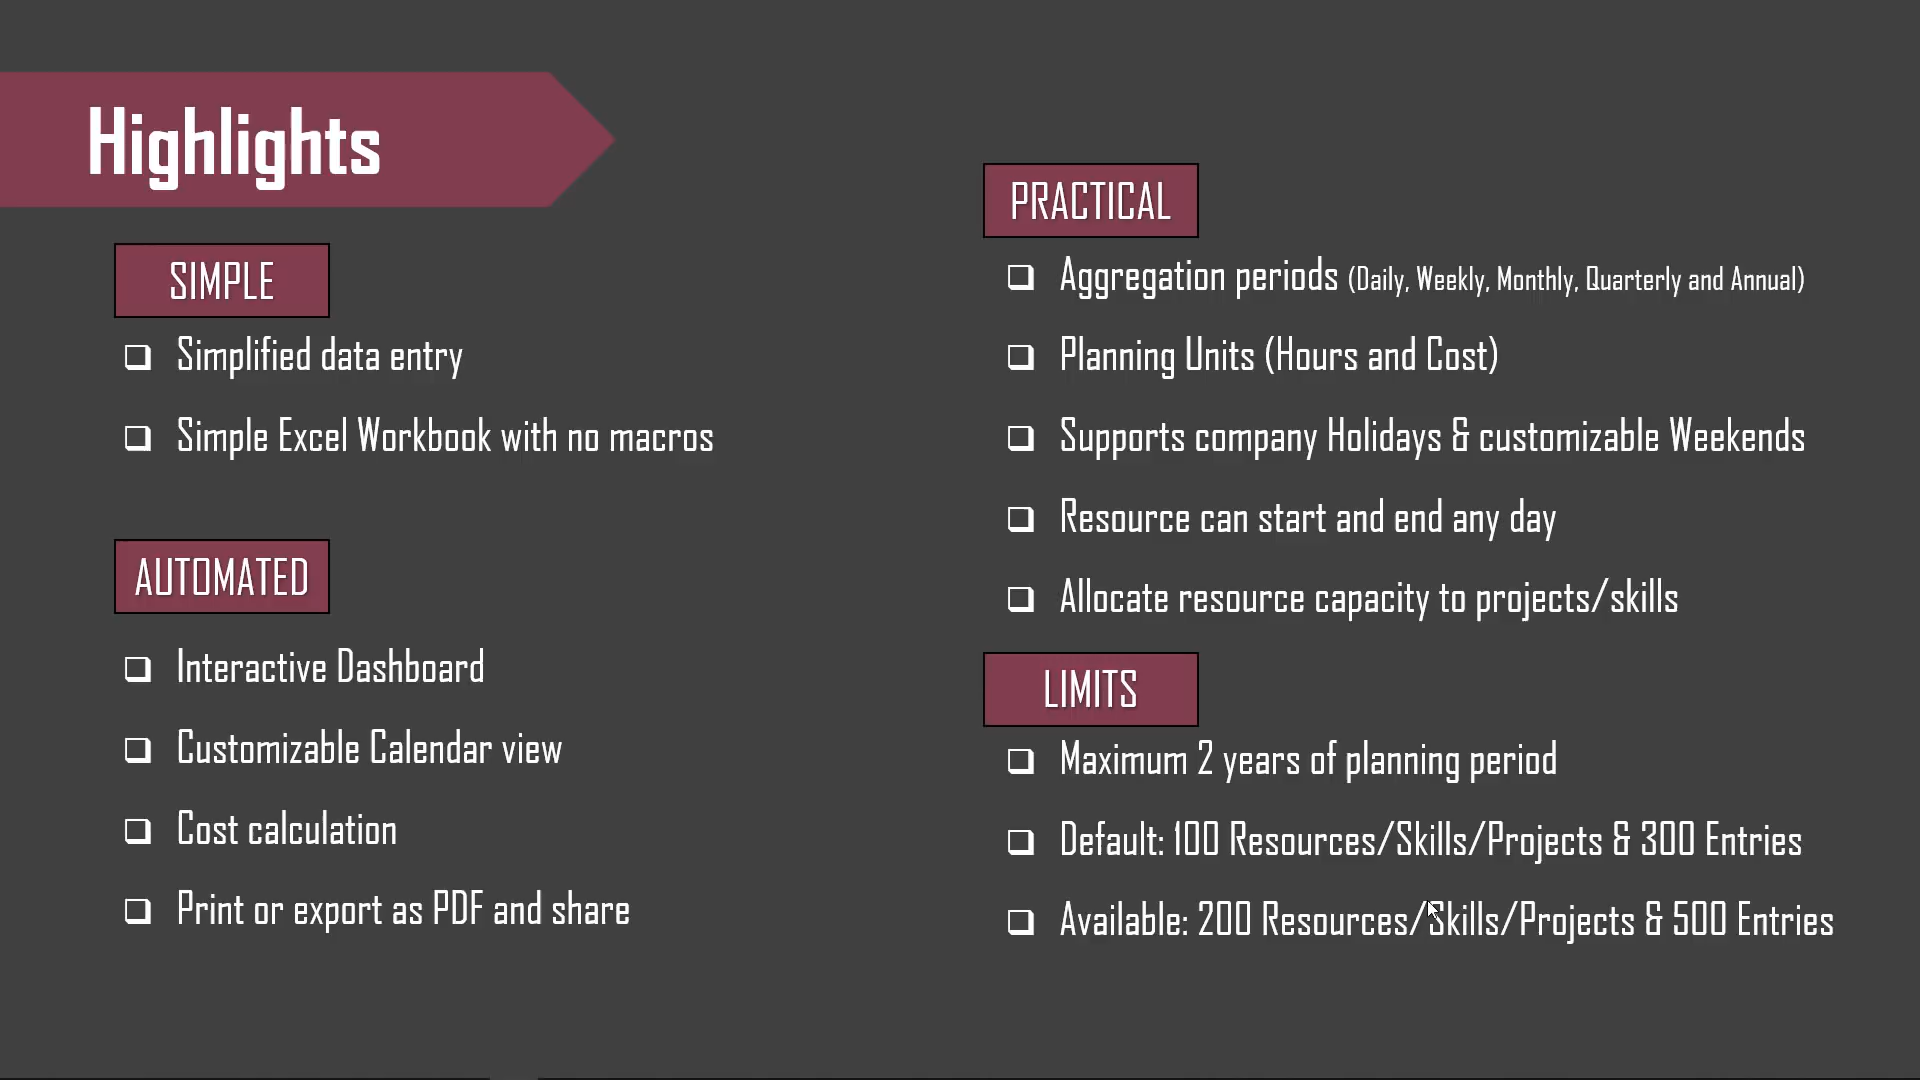 Highlights
SIMPLE
Simplified data entry
Simple Excel Workbook with no macros
AUTOMATED
Interactive Dashboard
Customizable Calendar view
Cost calculation
Print or export as PDF and share
PRACTICAL
Aggregation periods (Daily, Weekly, Monthly, Quarterly and Annual)
Planning Units (Hours and Cost)
Supports company Holidays & customizable Weekends
Resource can start and end any day
Allocate resource capacity to projects/skills
LIMITS
Maximum 2 years of planning period
Default: 100 Resources/Skills/Projects & 300 Entries
Available: 200 Resources/Skills/Projects & 500 Entries